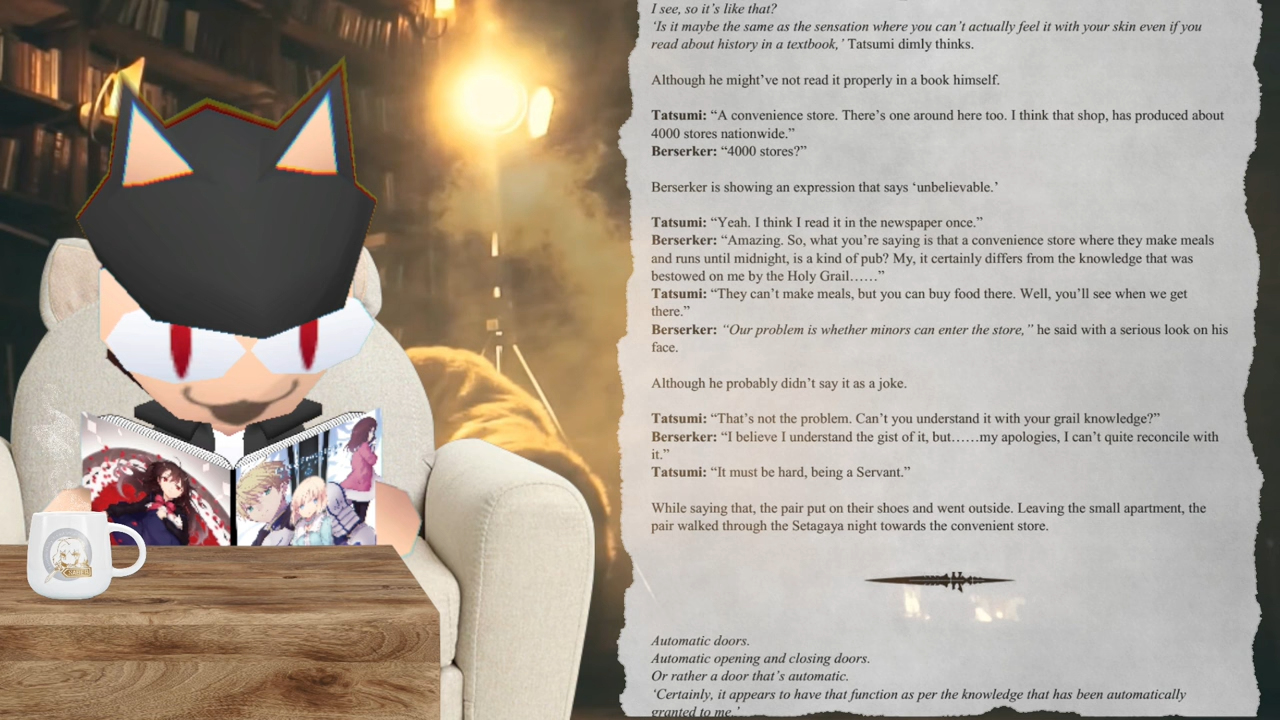 I see, so it's like that?
‘Is it maybe the same as the sensation where you can’t actually feel it with your skin even if you
read about history in a textbook,’ Tatsumi dimly thinks.
Although he might’ve not read it properly in a book himself.
Tatsumi: “A convenience store. There’s one around here too. I think that shop, has produced about
4000 stores nationwide.”
Berserker: “4000 stores?”
Berserker is showing an expression that says ‘unbelievable.’
Tatsumi: “Yeah. I think I read it in the newspaper once.”
Berserker: “Amazing. So, what you’re saying is that a convenience store where they make meals
and runs until midnight, is a kind of pub? My, it certainly differs from the knowledge that was
bestowed on me by the Holy Grail……”
Tatsumi: “They can’t make meals, but you can buy food there. Well, you’ll see when we get
there.”
Berserker: “Our problem is whether minors can enter the store,” he said with a serious look on his
face.
Although he probably didn’t say it as a joke.
Tatsumi: “That’s not the problem. Can’t you understand it with your grail knowledge?”
Berserker: “I believe I understand the gist of it, but……my apologies, I can’t quite reconcile with
it.”
Tatsumi: “It must be hard, being a Servant.”
While saying that, the pair put on their shoes and went outside. Leaving the small apartment, the
pair walked through the Setagaya night towards the convenient store.
Automatic doors.
Automatic opening and closing doors.
Or rather a door that’s automatic.
‘Certainly, it appears to have that function as per the knowledge that has been automatically
granted to me.’